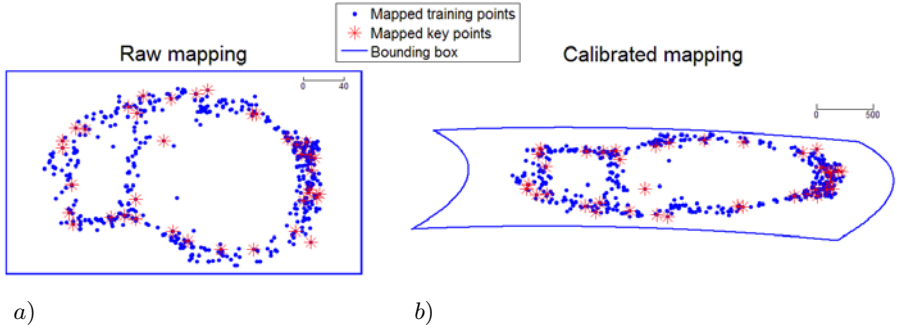 Mapped training points
Mapped key points
Bounding box
Raw mapping
Calibrated mapping
0 40
0 500
a)
b)